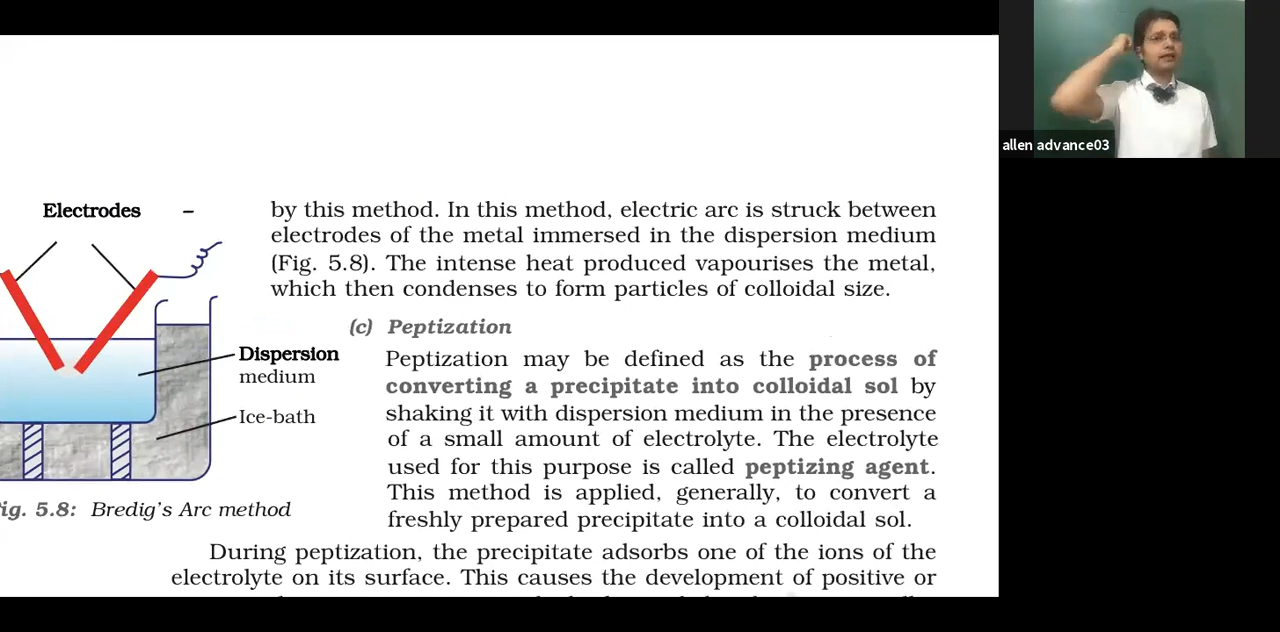 allen advance03
Electrodes –
by this method. In this method, electric arc is struck between
electrodes of the metal immersed in the dispersion medium
(Fig. 5.8). The intense heat produced vapourises the metal,
which then condenses to form particles of colloidal size.
(c) Peptization
Dispersion
medium
Ice-bath
Peptization may be defined as the process of
converting a precipitate into colloidal sol by
shaking it with dispersion medium in the presence
of a small amount of electrolyte. The electrolyte
used for this purpose is called peptizing agent.
This method is applied, generally, to convert a
freshly prepared precipitate into a colloidal sol.
ig. 5.8: Bredig's Arc method
During peptization, the precipitate adsorbs one of the ions of the
electrolyte on its surface. This causes the development of positive or